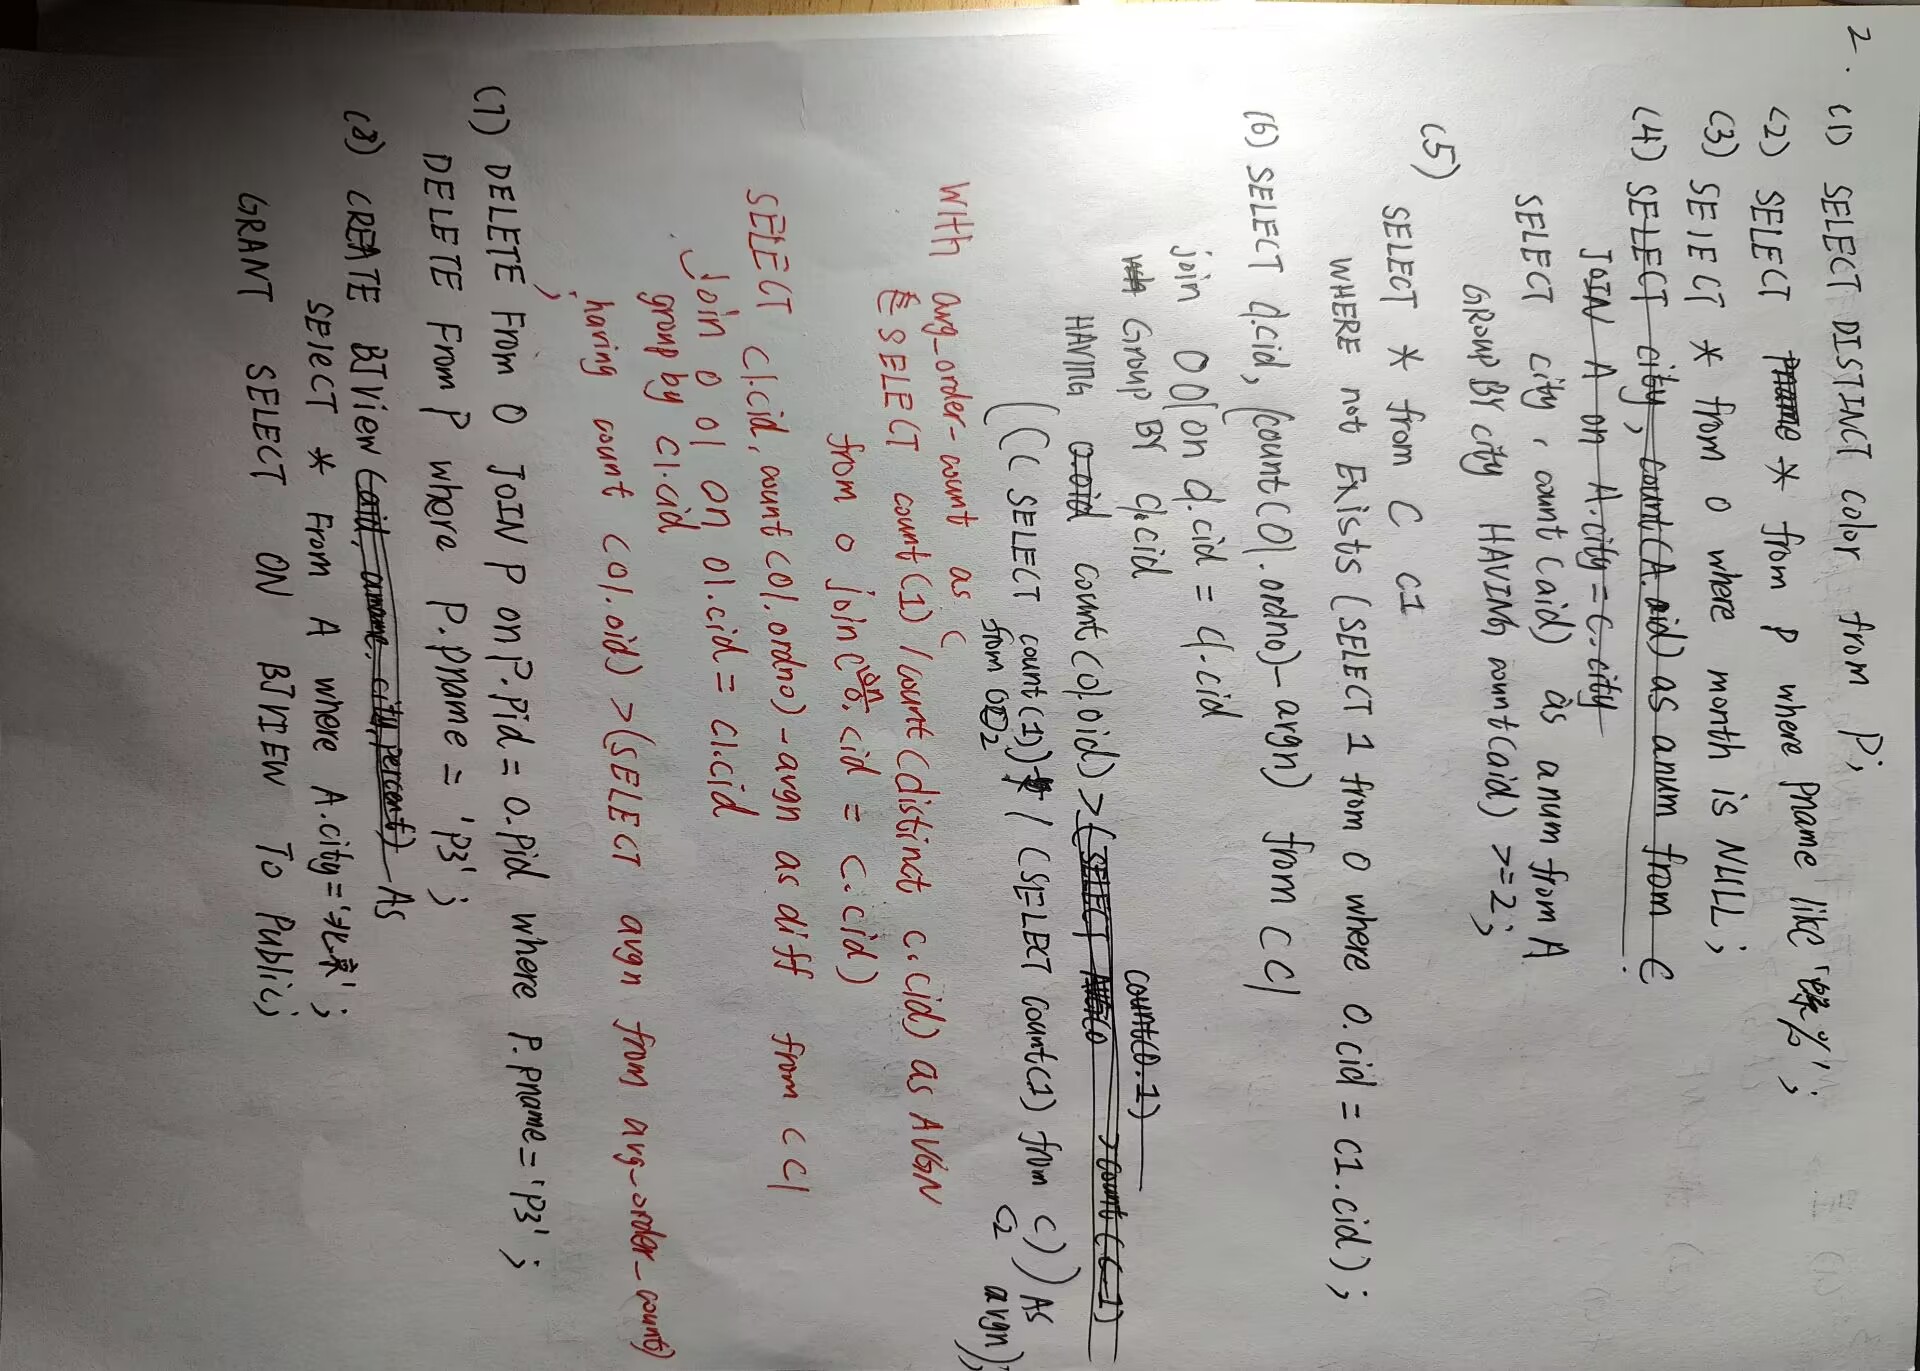 2.
(1) SELECT DISTINCT color from P;
(2) SELECT pname * from P where Pname like '螺%';
(3) SElECT * from O where month is NULL;
(4) SELECT city, count(A.aid) as anum from C
JOIN A on A.city = C.city
SELECT city, count(aid) as anum from A
GROUP BY city HAVING count(aid) >=2;
(5)
SELECT * from C C1
WHERE not Exists (SELECT 1 from O where O.cid = C1.cid);
(6) SELECT C1.cid, (count(O1.ordno)-argn) from C C1
join O O1 on C1.cid = C1.cid
wh Group BY C1.cid
count(0.1)
HAVING O.oid count(O1.oid) > (SELECT AVG(O > count (C.1)
(((SELECT count(1)) / (SELECT count(1) from C)) AS
from O O2 C2 avgn);
With avg_order-count as (
SELECT count(1) / count(distinct c.cid) as AVGN
from o join C on O.cid = C.cid)
SELECT C1.cid, count(O1.ordno)-avgn as diff from C C1
Join o o1 on o1.cid = C1.cid
group by C1.cid
having count (o1.oid) > (SELECT avgn from avg_order_count)
;
(7) DELETE From O JOIN P on P.pid = O.pid where P.pname = 'P3';
DELETE From P where P.pname = 'P3';
(8) CREATE BJView (aid, aname, city, percent) As
SElecT * From A where A.city='北京';
GRANT SELECT ON BJVIEW To Public;